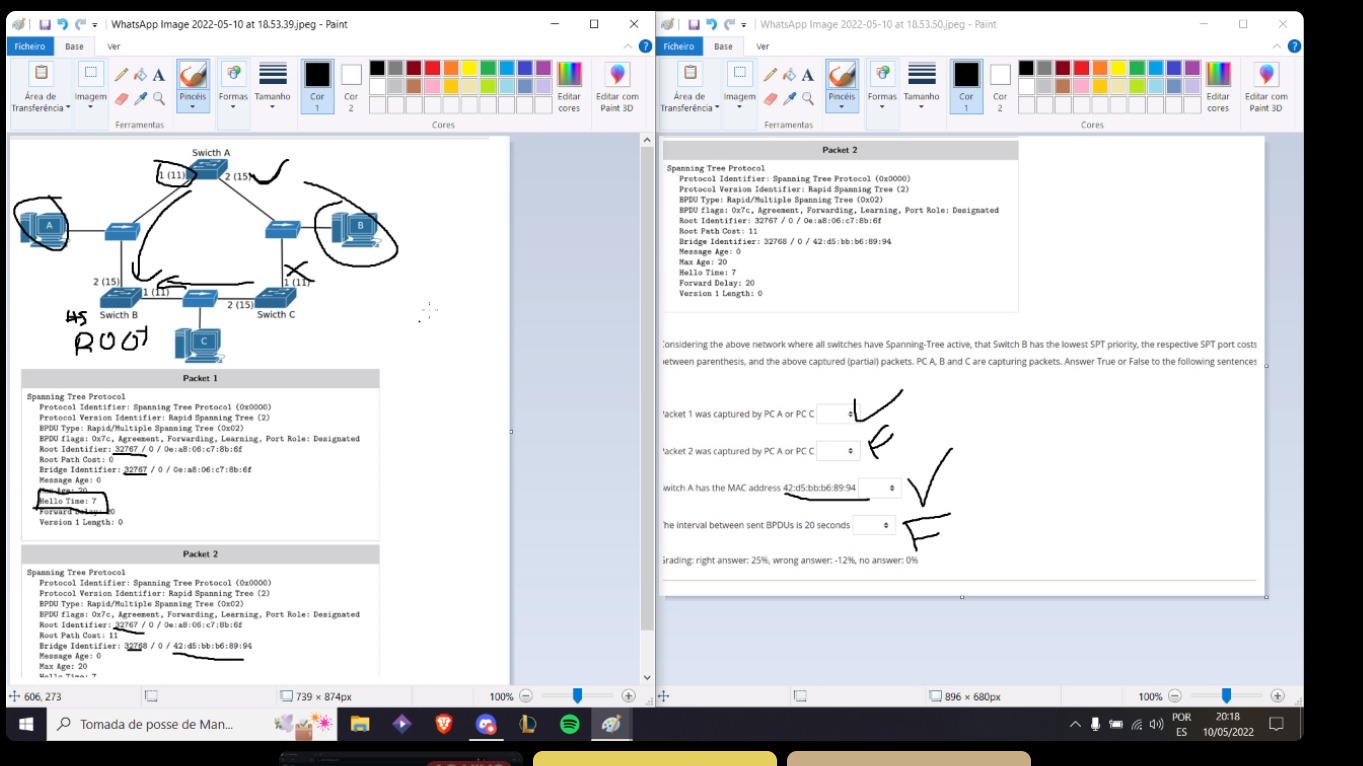 WhatsApp Image 2022-05-10 at 18.53.39.jpeg - Paint
Ficheiro Base Ver
Área de Transferência
Imagem
Pincéis
Formas
Tamanho
Cor 1
Cor 2
Editar cores
Editar com Paint 3D
Ferramentas
Cores
Swicth A
1 (11)
2 (15)
A
B
1 (11)
2 (15)
1 (11)
2 (15)
Swicth B
Swicth C
ROOT
C
Packet 1
Spanning Tree Protocol
Protocol Identifier: Spanning Tree Protocol (0x0000)
Protocol Version Identifier: Rapid Spanning Tree (2)
BPDU Type: Rapid/Multiple Spanning Tree (0x02)
BPDU flags: 0x7c, Agreement, Forwarding, Learning, Port Role: Designated
Root Identifier: 32767 / 0 / 0e:a8:06:c7:8b:6f
Root Path Cost: 0
Bridge Identifier: 32767 / 0 / 0e:a8:06:c7:8b:6f
Message Age: 0
Max Age: 20
Hello Time: 7
Forward Delay: 20
Version 1 Length: 0
Packet 2
Spanning Tree Protocol
Protocol Identifier: Spanning Tree Protocol (0x0000)
Protocol Version Identifier: Rapid Spanning Tree (2)
BPDU Type: Rapid/Multiple Spanning Tree (0x02)
BPDU flags: 0x7c, Agreement, Forwarding, Learning, Port Role: Designated
Root Identifier: 32767 / 0 / 0e:a8:06:c7:8b:6f
Root Path Cost: 11
Bridge Identifier: 32768 / 0 / 42:d5:bb:b6:89:94
Message Age: 0
Max Age: 20
Hello Time: 7
606, 273
739 × 874px
100%
WhatsApp Image 2022-05-10 at 18.53.50.jpeg - Paint
Ficheiro Base Ver
Área de Transferência
Imagem
Pincéis
Formas
Tamanho
Cor 1
Cor 2
Editar cores
Editar com Paint 3D
Ferramentas
Cores
Packet 2
Spanning Tree Protocol
Protocol Identifier: Spanning Tree Protocol (0x0000)
Protocol Version Identifier: Rapid Spanning Tree (2)
BPDU Type: Rapid/Multiple Spanning Tree (0x02)
BPDU flags: 0x7c, Agreement, Forwarding, Learning, Port Role: Designated
Root Identifier: 32767 / 0 / 0e:a8:06:c7:8b:6f
Root Path Cost: 11
Bridge Identifier: 32768 / 0 / 42:d5:bb:b6:89:94
Message Age: 0
Max Age: 20
Hello Time: 7
Forward Delay: 20
Version 1 Length: 0
Considering the above network where all switches have Spanning-Tree active, that Switch B has the lowest SPT priority, the respective SPT port costs
between parenthesis, and the above captured (partial) packets. PC A, B and C are capturing packets. Answer True or False to the following sentences
Packet 1 was captured by PC A or PC C V
Packet 2 was captured by PC A or PC C F
Switch A has the MAC address 42:d5:bb:b6:89:94 V
The interval between sent BPDUs is 20 seconds F
Grading: right answer: 25%, wrong answer: -12%, no answer: 0%
896 × 680px
100%
Tomada de posse de Man...
POR
ES
20:18
10/05/2022